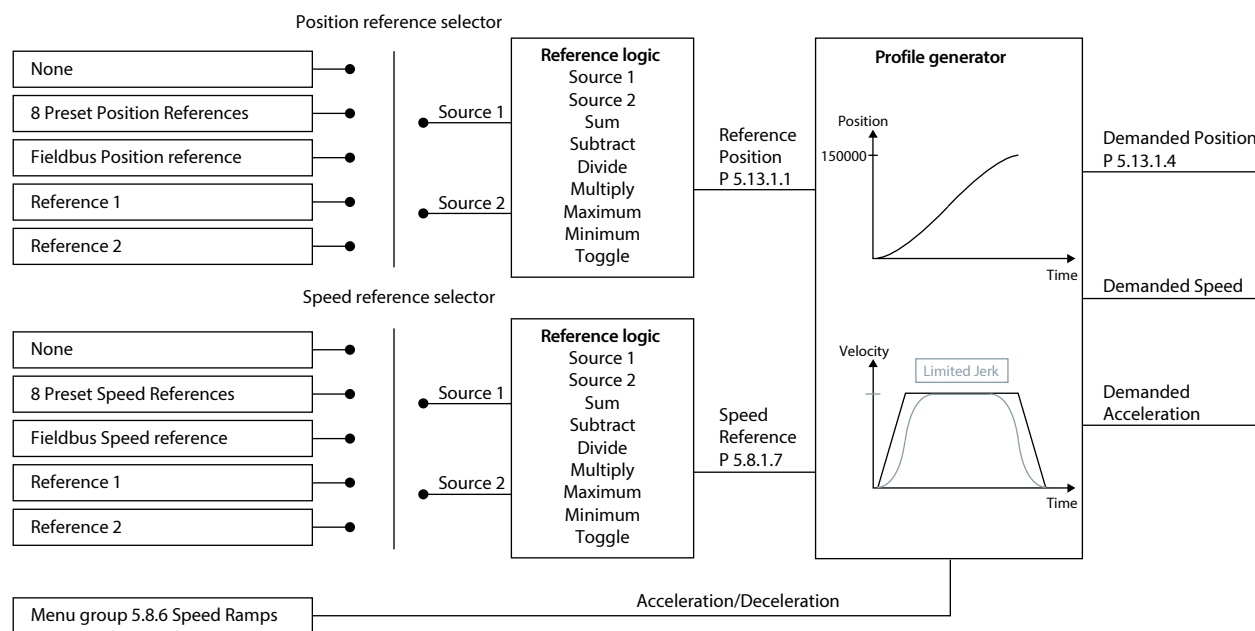 Position reference selector
None
8 Preset Position References
Fieldbus Position reference
Reference 1
Reference 2
Source 1
Source 2
Reference logic
Source 1
Source 2
Sum
Subtract
Divide
Multiply
Maximum
Minimum
Toggle
Reference
Position
P 5.13.1.1
Speed reference selector
None
8 Preset Speed References
Fieldbus Speed reference
Reference 1
Reference 2
Source 1
Source 2
Reference logic
Source 1
Source 2
Sum
Subtract
Divide
Multiply
Maximum
Minimum
Toggle
Speed
Reference
P 5.8.1.7
Profile generator
Position
150000
Time
Velocity
Limited Jerk
Time
Demanded Position
P 5.13.1.4
Demanded Speed
Demanded
Acceleration
Menu group 5.8.6 Speed Ramps
Acceleration/Deceleration